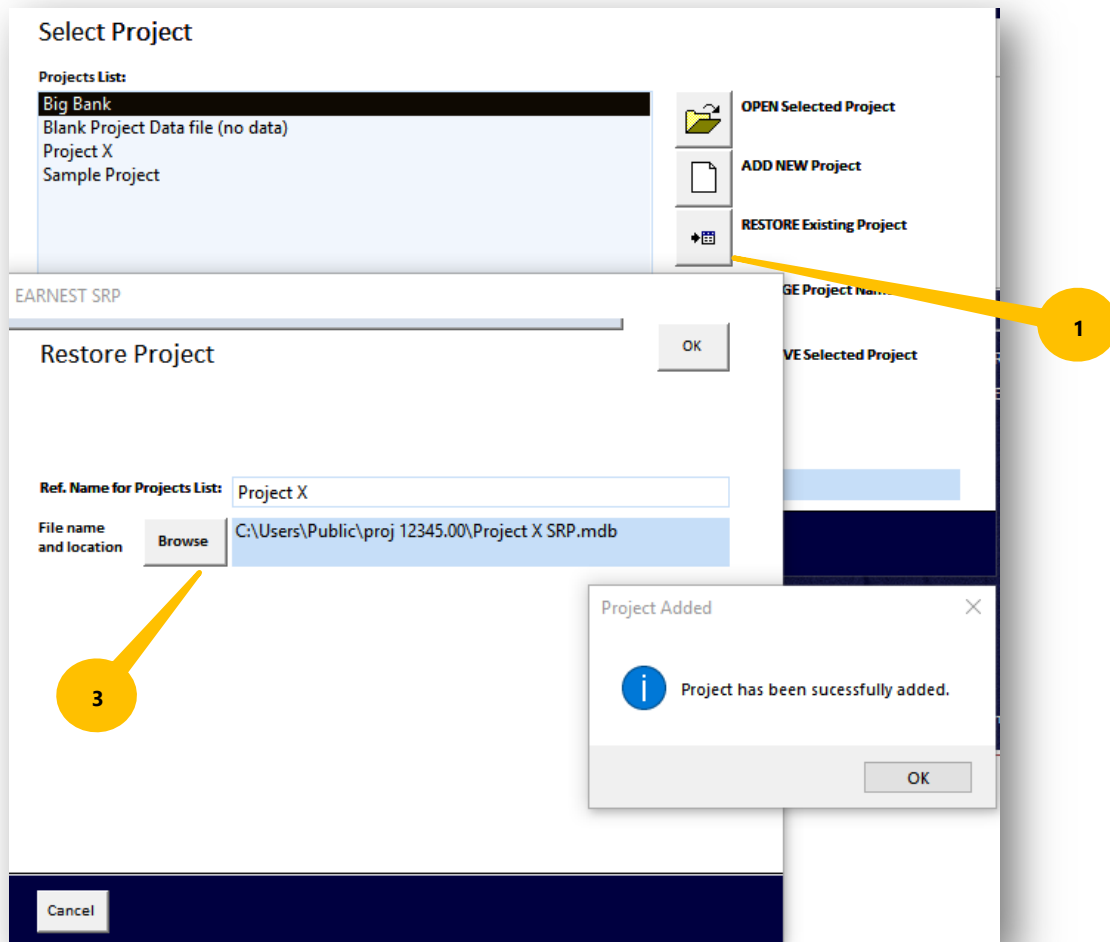 Select Project
Projects List:
Big Bank
Blank Project Data file (no data)
Project X
Sample Project
OPEN Selected Project
ADD NEW Project
RESTORE Existing Project
GE Project
VE Selected Project
1
EARNEST SRP
Restore Project
OK
Ref. Name for Projects List:
Project X
File name
and location
Browse
C:\Users\Public\proj 12345.00\Project X SRP.mdb
3
Project Added
Project has been sucessfully added.
OK
Cancel